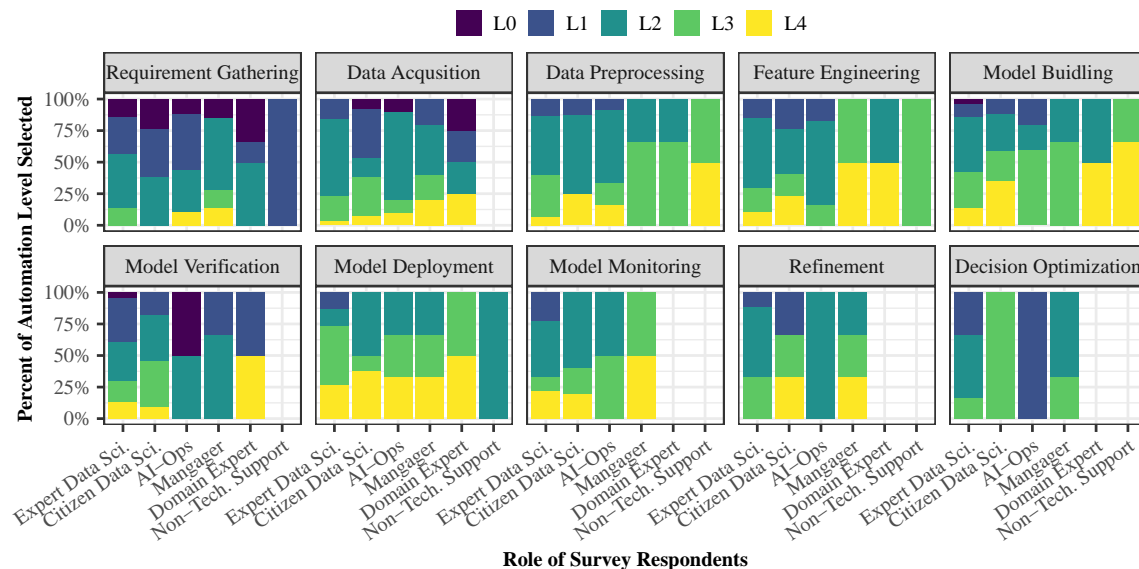 L0 L1 L2 L3 L4
Requirement Gathering Data Acqusition Data Preprocessing Feature Engineering Model Buidling
100%
75%
50%
25%
0%
Model Verification Model Deployment Model Monitoring Refinement Decision Optimization
100%
75%
50%
25%
0%
Percent of Automation Level Selected
Expert Data Sci.
Citizen Data Sci.
AI−Ops
Mangager
Domain Expert
Non−Tech. Support
Expert Data Sci.
Citizen Data Sci.
AI−Ops
Mangager
Domain Expert
Non−Tech. Support
Expert Data Sci.
Citizen Data Sci.
AI−Ops
Mangager
Domain Expert
Non−Tech. Support
Expert Data Sci.
Citizen Data Sci.
AI−Ops
Mangager
Domain Expert
Non−Tech. Support
Expert Data Sci.
Citizen Data Sci.
AI−Ops
Mangager
Domain Expert
Non−Tech. Support
Role of Survey Respondents